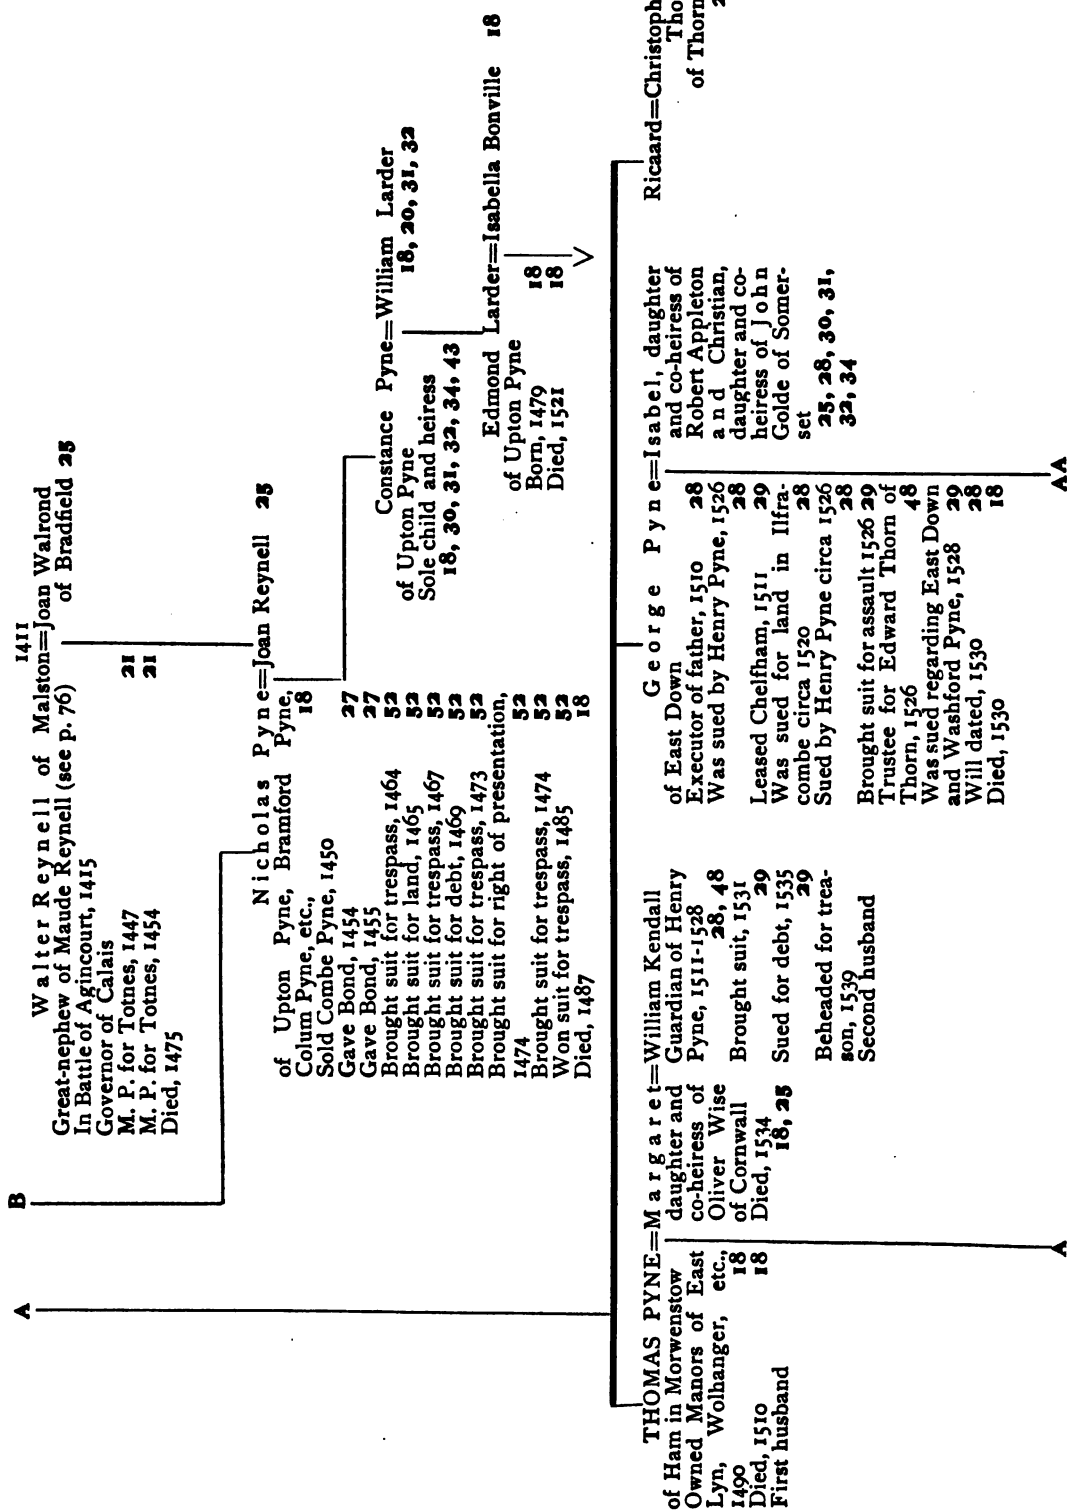 A
B
1411
Walter Reynell of Malston=Joan Walrond
of Bradfield 25
Great-nephew of Maude Reynell (see p. 76)
In Battle of Agincourt, 1415
Governor of Calais
M. P. for Totnes, 1447 21
M. P. for Totnes, 1454 21
Died, 1475
Nicholas Pyne=Joan Reynell 25
of Upton Pyne, Bramford Pyne,
Colum Pyne, etc., 18
Sold Combe Pyne, 1450
Gave Bond, 1454 27
Gave Bond, 1455 27
Brought suit for trespass, 1464 52
Brought suit for land, 1465 52
Brought suit for trespass, 1467 52
Brought suit for debt, 1469 52
Brought suit for trespass, 1473 52
Brought suit for right of presentation,
1474 52
Brought suit for trespass, 1474 52
Won suit for trespass, 1485 52
Died, 1487 18
Constance Pyne=William Larder
18, 20, 31, 32
of Upton Pyne
Sole child and heiress
18, 30, 31, 32, 34, 43
Edmond Larder=Isabella Bonville 18
of Upton Pyne
Born, 1479 18
Died, 1521 18
THOMAS PYNE=Margaret=William Kendall
of Ham in Morwenstow
Owned Manors of East
Lyn, Wolhanger, etc.,
1490 18
Died, 1510 18
First husband
daughter and
co-heiress of
Oliver Wise
of Cornwall
Died, 1534
18, 25
Guardian of Henry
Pyne, 1511-1528
28, 48
Brought suit, 1531
29
Sued for debt, 1535
29
Beheaded for trea-
son, 1539
Second husband
George Pyne=Isabel, daughter
of East Down
Executor of father, 1510 28
Was sued by Henry Pyne, 1526
28
Leased Chelfham, 1511 29
Was sued for land in Ilfra-
combe circa 1520 28
Sued by Henry Pyne circa 1526
28
Brought suit for assault 1526 29
Trustee for Edward Thorn of
Thorn, 1526 48
Was sued regarding East Down
and Washford Pyne, 1528 29
Will dated, 1530 28
Died, 1530 18
and co-heiress of
Robert Appleton
and Christian,
daughter and co-
heiress of John
Golde of Somer-
set
25, 28, 30, 31,
32, 34
Ricaard=Christoph
Tho
of Thorn
A
AA